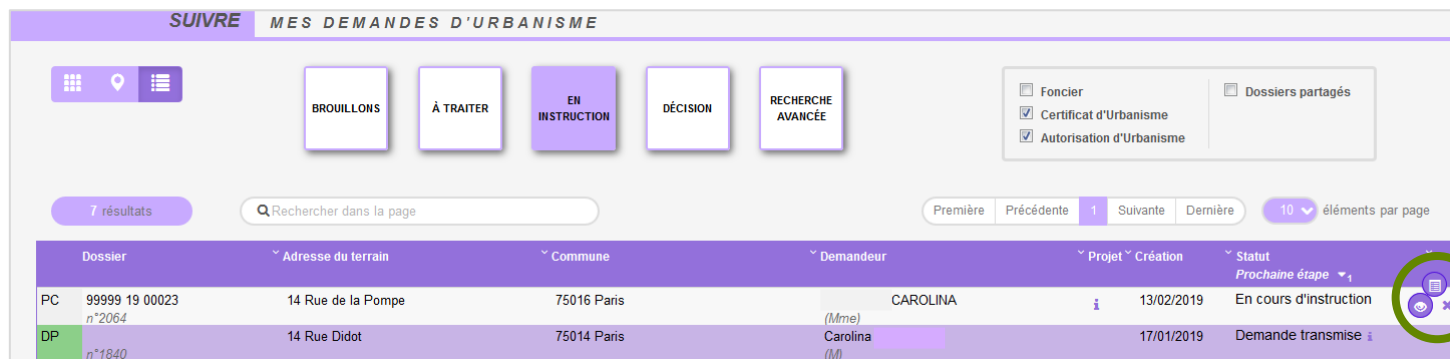 SUIVRE MES DEMANDES D'URBANISME
BROUILLONS
À TRAITER
EN
INSTRUCTION
DÉCISION
RECHERCHE
AVANCÉE
Foncier
Certificat d'Urbanisme
Autorisation d'Urbanisme
Dossiers partagés
7 résultats
Rechercher dans la page
Première Précédente 1 Suivante Dernière
10 éléments par page
Dossier Adresse du terrain Commune Demandeur Projet Création Statut
Prochaine étape 1
PC 99999 19 00023 14 Rue de la Pompe 75016 Paris CAROLINA i 13/02/2019 En cours d'instruction
n°2064 (Mme)
DP 14 Rue Didot 75014 Paris Carolina 17/01/2019 Demande transmise i
n°1840 (M)